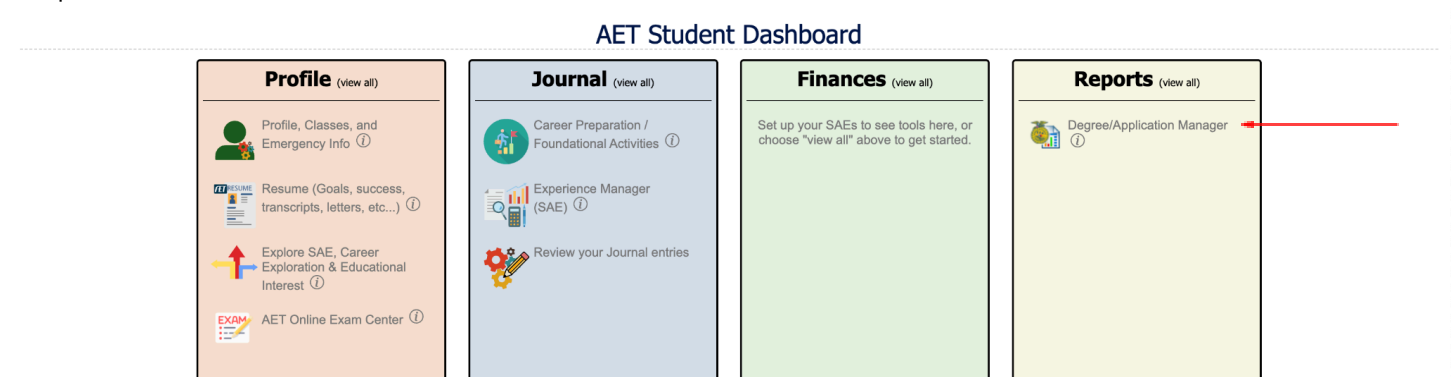 AET Student Dashboard
Profile (view all)
Profile, Classes, and
Emergency Info
AET RESUME
Resume (Goals, success,
transcripts, letters, etc...)
Explore SAE, Career
Exploration & Educational
Interest
EXAM
AET Online Exam Center
Journal (view all)
Career Preparation /
Foundational Activities
Experience Manager
(SAE)
Review your Journal entries
Finances (view all)
Set up your SAEs to see tools here, or
choose "view all" above to get started.
Reports (view all)
Degree/Application Manager